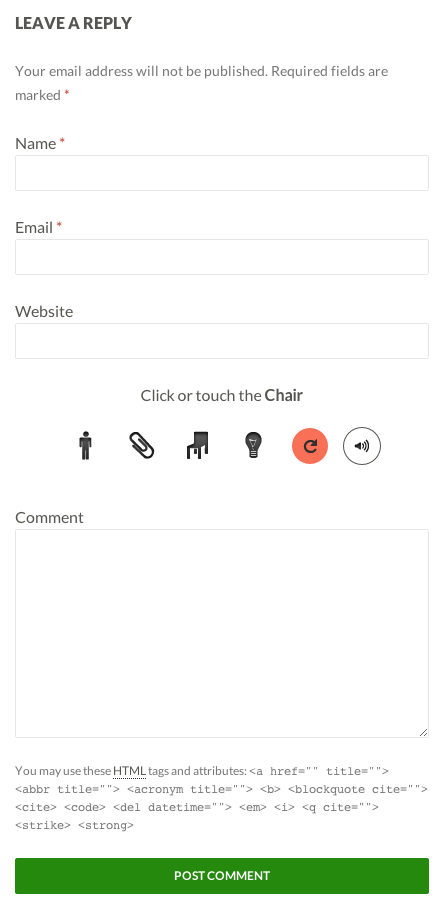 LEAVE A REPLY
Your email address will not be published. Required fields are
marked *
Name *
Email *
Website
Click or touch the Chair
Comment
You may use these HTML tags and attributes: <a href="" title="">
<abbr title=""> <acronym title=""> <b> <blockquote cite="">
<cite> <code> <del datetime=""> <em> <i> <q cite="">
<strike> <strong>
POST COMMENT